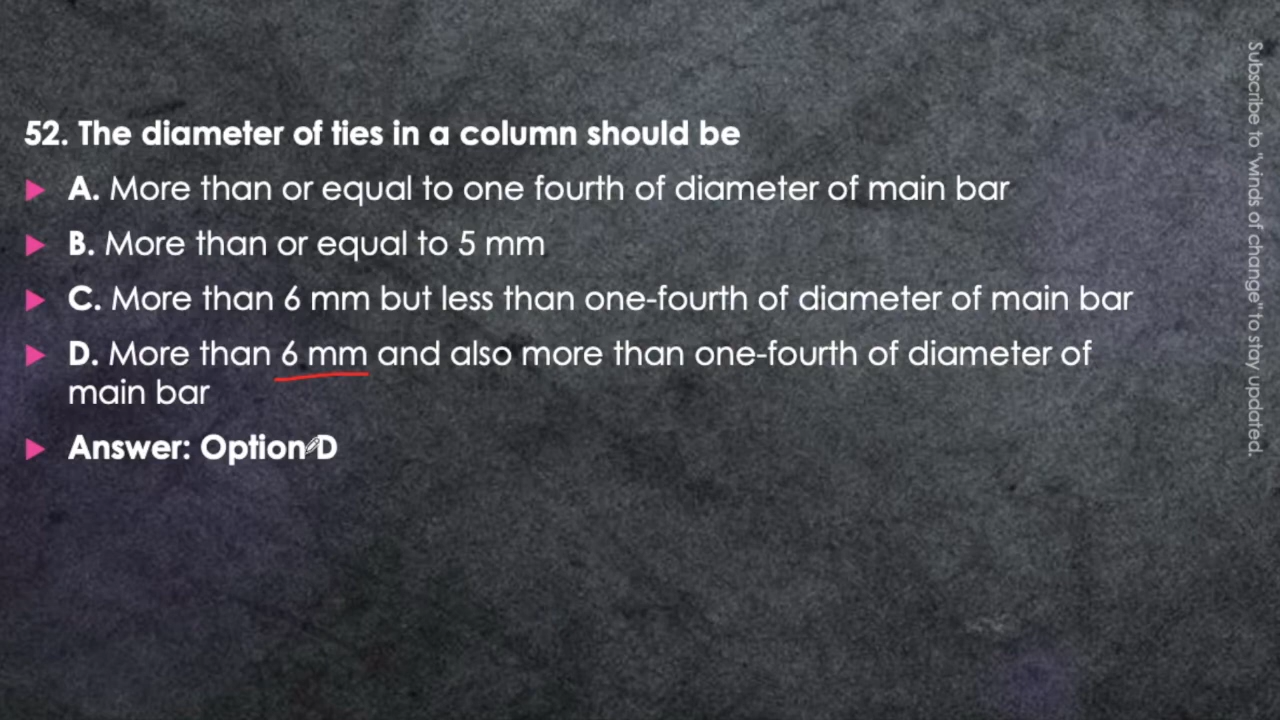 52. The diameter of ties in a column should be
A. More than or equal to one fourth of diameter of main bar
B. More than or equal to 5 mm
C. More than 6 mm but less than one-fourth of diameter of main bar
D. More than 6 mm and also more than one-fourth of diameter of
main bar
Answer: Option D
Subscribe to 'winds of change" to stay updated.